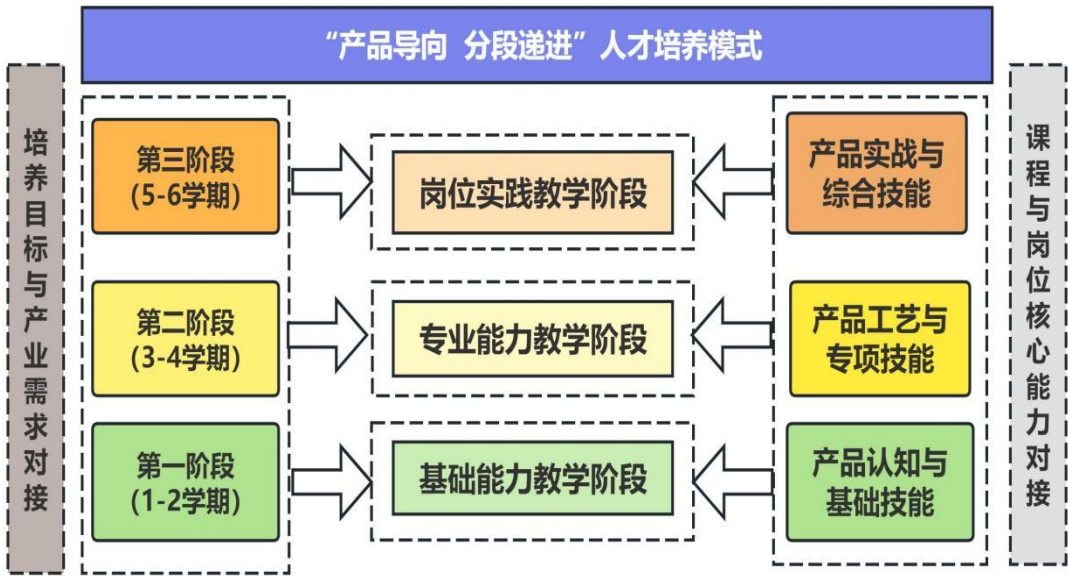 “产品导向 分段递进”人才培养模式
培养目标与产业需求对接
第三阶段
(5-6学期)
岗位实践教学阶段
产品实战与
综合技能
第二阶段
(3-4学期)
专业能力教学阶段
产品工艺与
专项技能
第一阶段
(1-2学期)
基础能力教学阶段
产品认知与
基础技能
课程与岗位核心能力对接